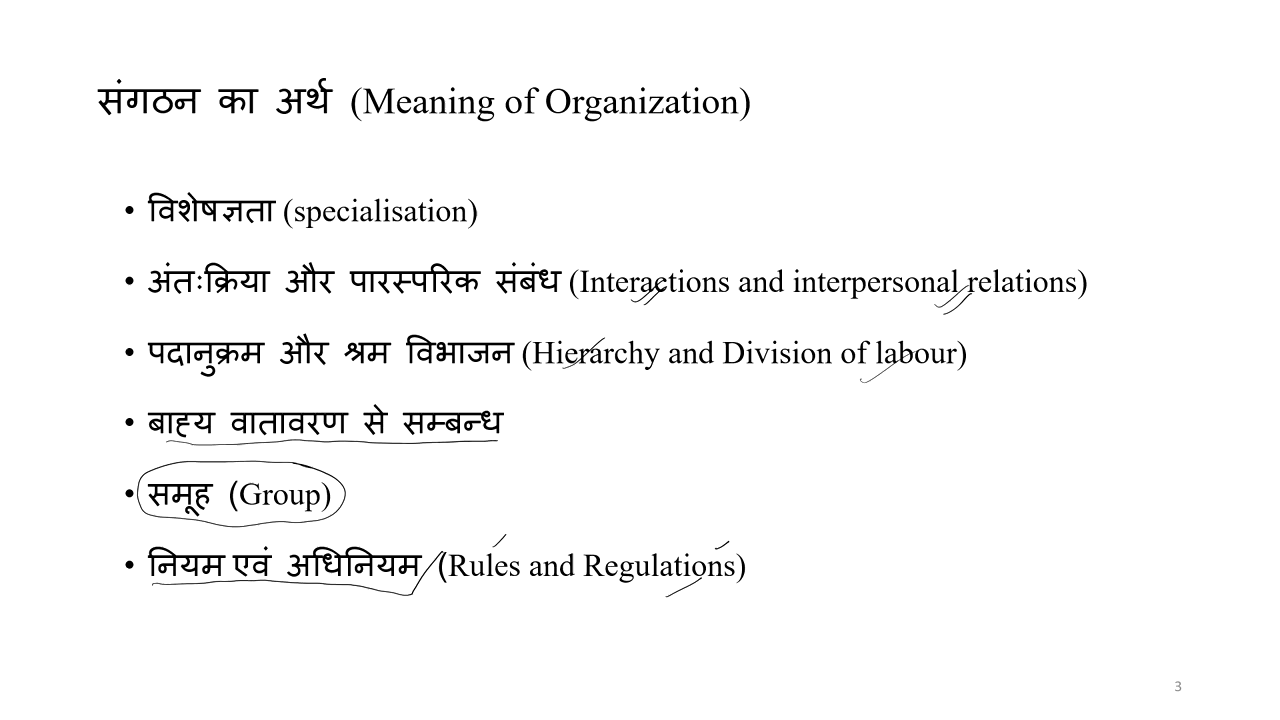 संगठन का अर्थ (Meaning of Organization)
• विशेषज्ञता (specialisation)
• अंतःक्रिया और पारस्परिक संबंध (Interactions and interpersonal relations)
• पदानुक्रम और श्रम विभाजन (Hierarchy and Division of labour)
• बाह्य वातावरण से सम्बन्ध
• समूह (Group)
• नियम एवं अधिनियम (Rules and Regulations)
3